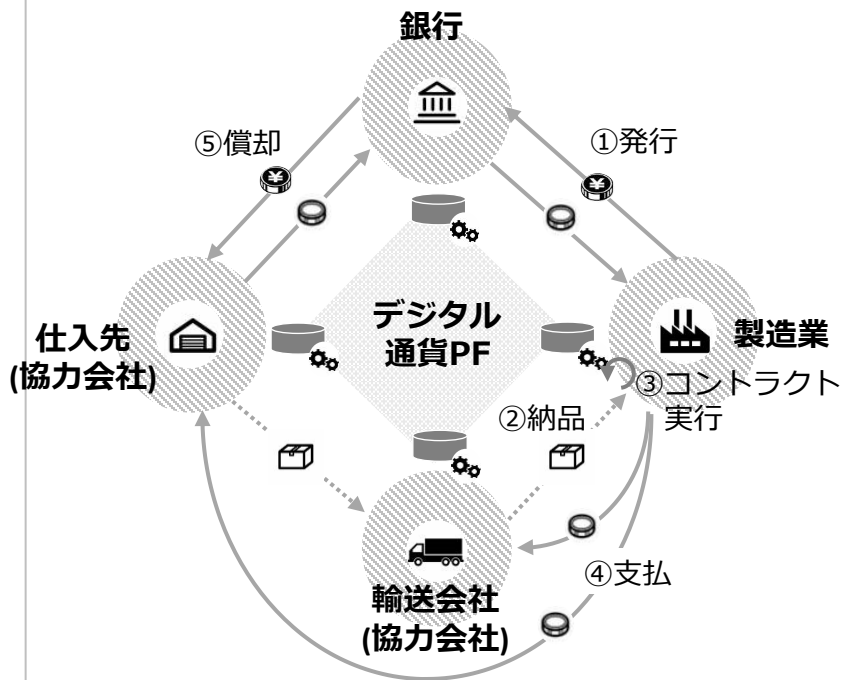 銀行
⑤償却
①発行
デジタル
通貨PF
仕入先
(協力会社)
製造業
③コントラクト
実行
②納品
④支払
輸送会社
(協力会社)